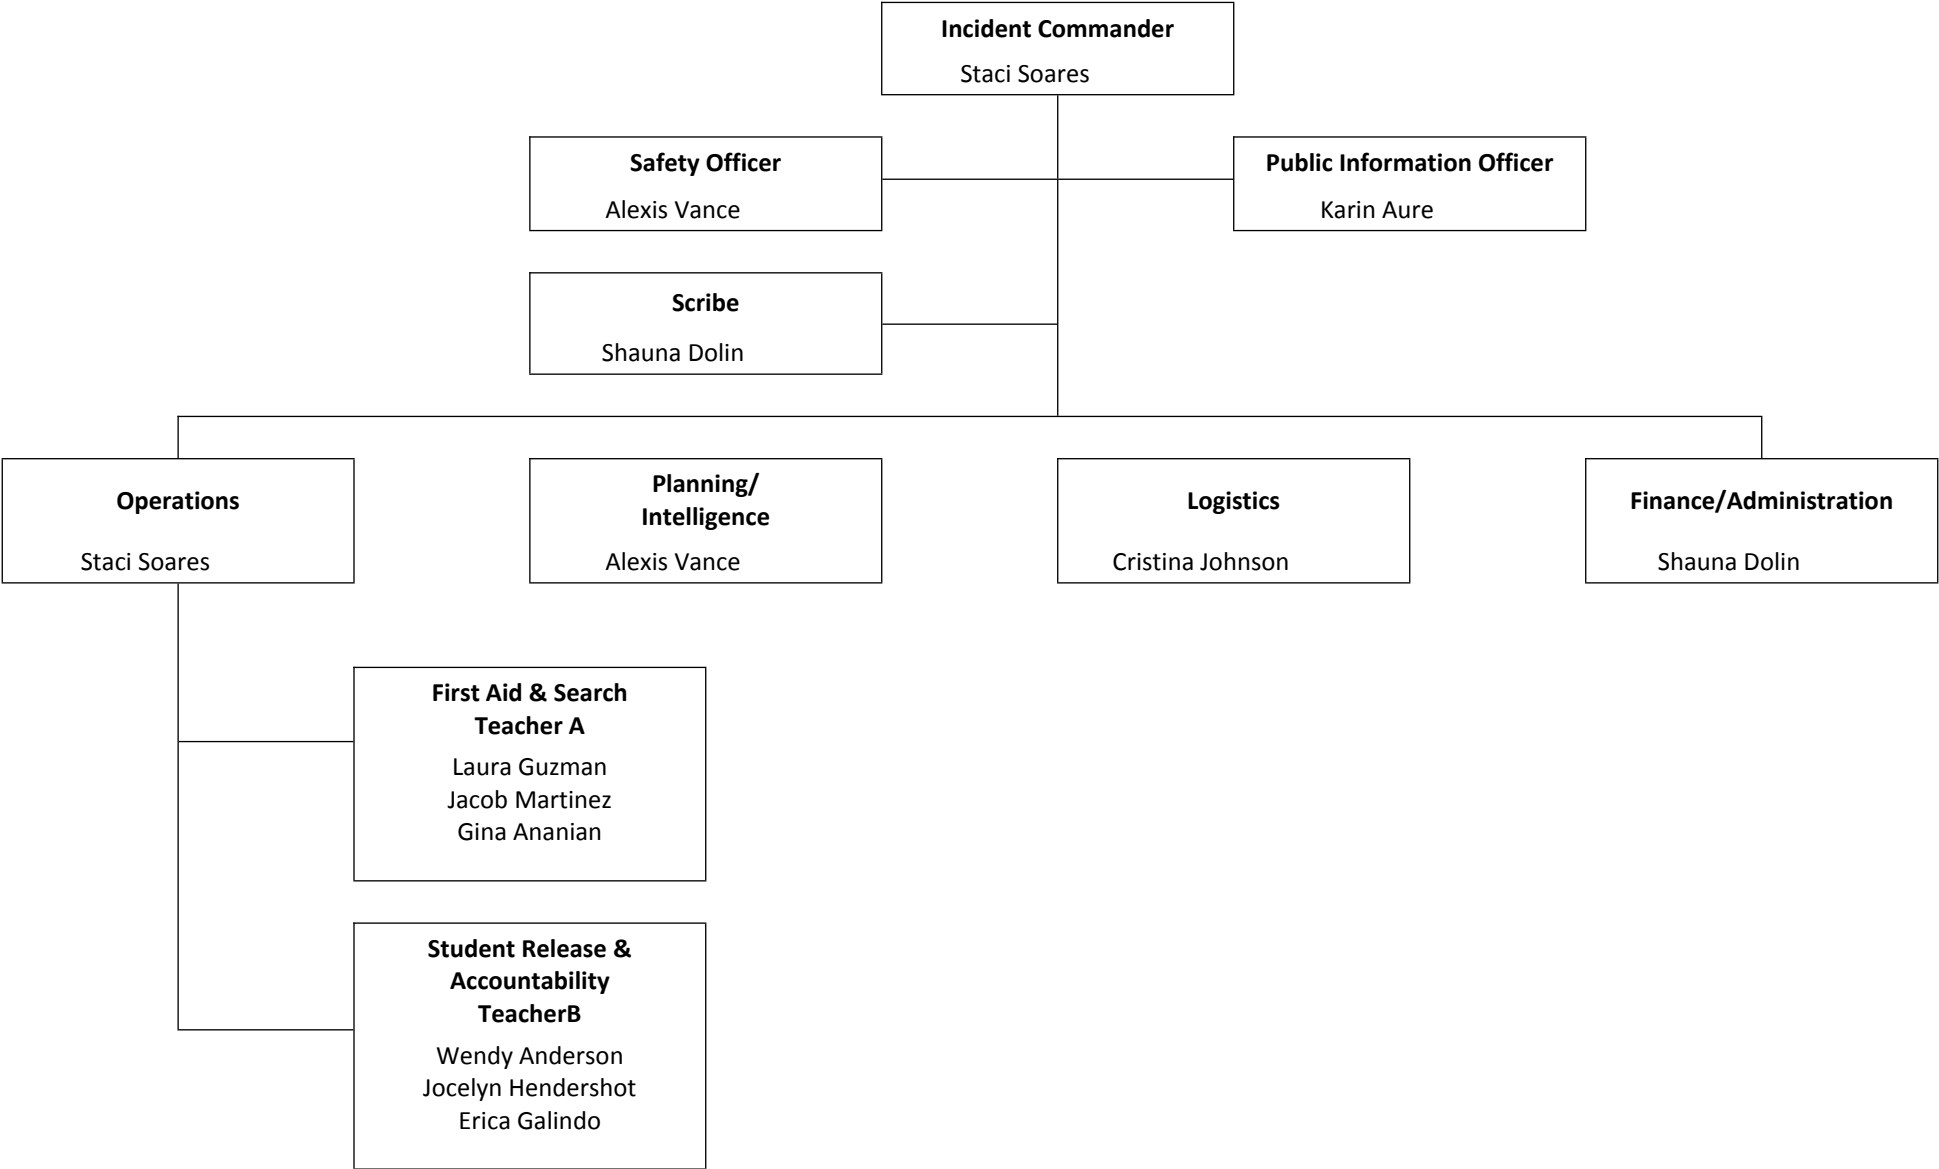 Incident Commander
Staci Soares
Safety Officer
Alexis Vance
Public Information Officer
Karin Aure
Scribe
Shauna Dolin
Operations
Staci Soares
Planning/
Intelligence
Alexis Vance
Logistics
Cristina Johnson
Finance/Administration
Shauna Dolin
First Aid & Search
Teacher A
Laura Guzman
Jacob Martinez
Gina Ananian
Student Release &
Accountability
TeacherB
Wendy Anderson
Jocelyn Hendershot
Erica Galindo